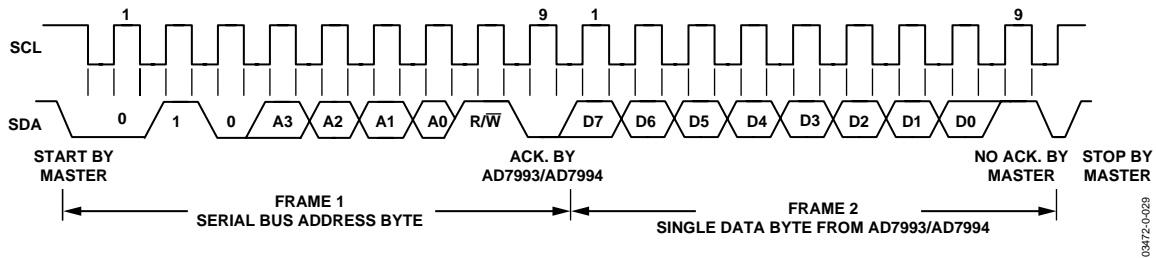 1 9 1 9
SCL
SDA 0 1 0 A3 A2 A1 A0 R/W̅ D7 D6 D5 D4 D3 D2 D1 D0
START BY
MASTER
ACK. BY
AD7993/AD7994
NO ACK. BY
MASTER
STOP BY
MASTER
FRAME 1
SERIAL BUS ADDRESS BYTE
FRAME 2
SINGLE DATA BYTE FROM AD7993/AD7994
03472-0-029